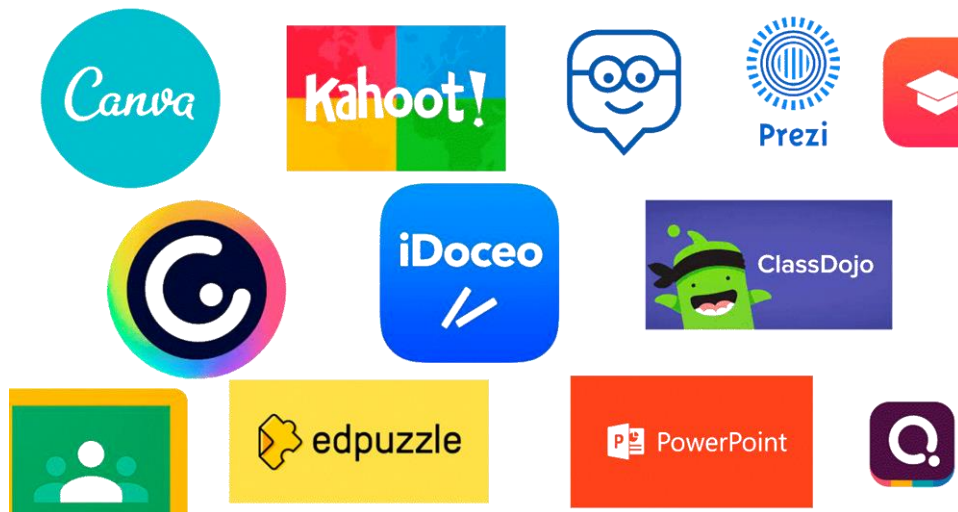 Canva
Kahoot!
Prezi
iDoceo
ClassDojo
edpuzzle
P PowerPoint